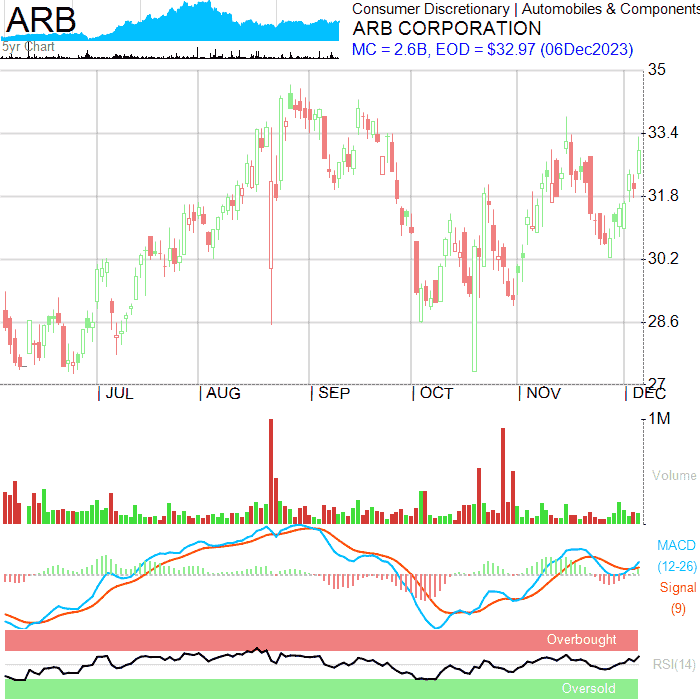 ARB
5yr Chart
Consumer Discretionary | Automobiles & Components
ARB CORPORATION
MC = 2.6B, EOD = $32.97 (06Dec2023)
35
33.4
31.8
30.2
28.6
27
JUL
AUG
SEP
OCT
NOV
DEC
1M
Volume
MACD
(12-26)
Signal
(9)
Overbought
RSI(14)
Oversold